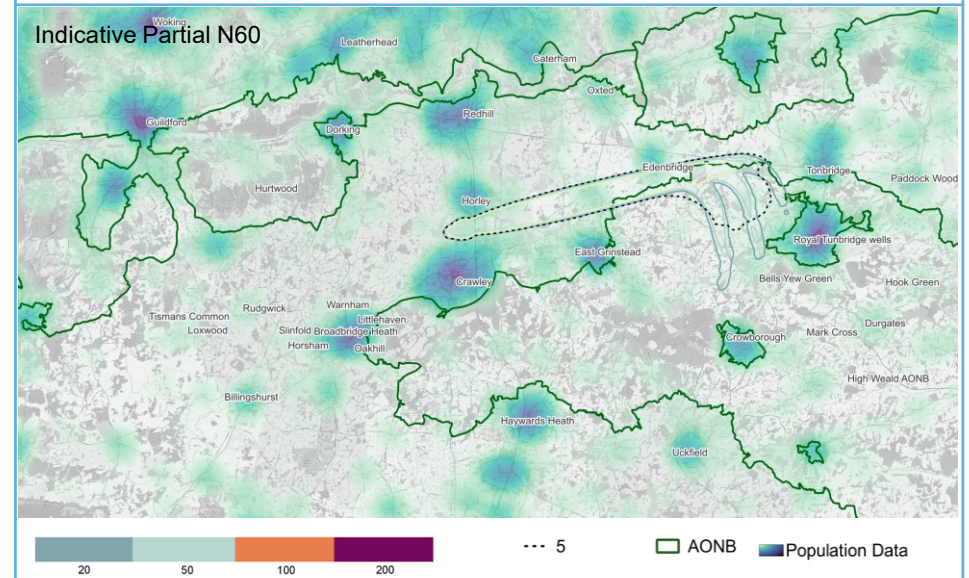 Indicative Partial N60
Woking
Leatherhead
Caterham
Oxted
Guildford
Redhill
Dorking
Edenbridge
Tonbridge
Paddock Wood
Hurtwood
Horley
Royal Tunbridge wells
East Grinstead
Bells Yew Green
Hook Green
Crawley
Warnham
Rudgwick
Tismans Common
Littlehaven
Loxwood
Slinfold Broadbridge Heath
Durgates
Mark Cross
Crowborough
Horsham
Oakhill
High Weald AONB
Billingshurst
Haywards Heath
Uckfield
5
AONB
Population Data
20
50
100
200